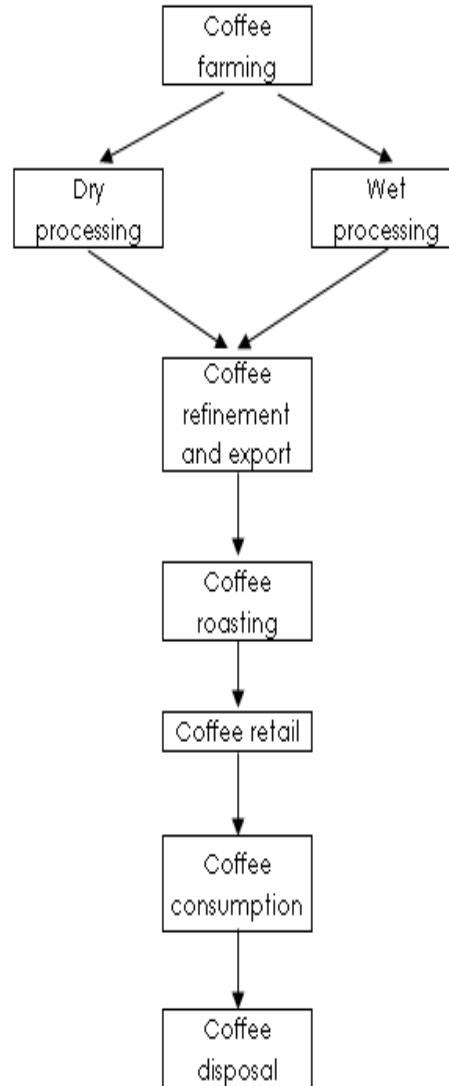 Coffee
farming
Dry
processing
Wet
processing
Coffee
refinement
and export
Coffee
roasting
Coffee retail
Coffee
consumption
Coffee
disposal